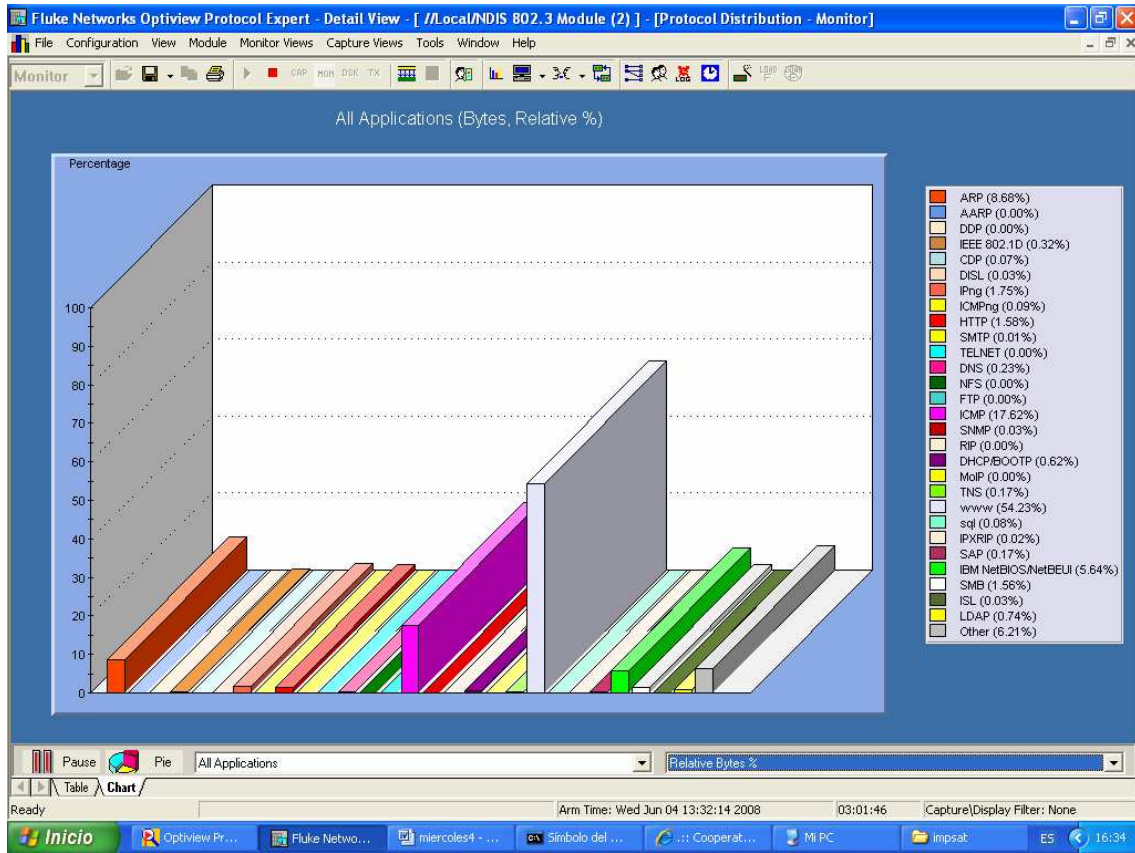 Fluke Networks Optiview Protocol Expert - Detail View - [ //Local/NDIS 802.3 Module (2) ] - [Protocol Distribution - Monitor]
File Configuration View Module Monitor Views Capture Views Tools Window Help
Monitor CAP MON DSK TX
All Applications (Bytes, Relative %)
Percentage
100
90
80
70
60
50
40
30
20
10
0
ARP (8.68%)
AARP (0.00%)
DDP (0.00%)
IEEE 802.1D (0.32%)
CDP (0.07%)
DISL (0.03%)
IPng (1.75%)
ICMPng (0.09%)
HTTP (1.58%)
SMTP (0.01%)
TELNET (0.00%)
DNS (0.23%)
NFS (0.00%)
FTP (0.00%)
ICMP (17.62%)
SNMP (0.03%)
RIP (0.00%)
DHCP/BOOTP (0.62%)
MoIP (0.00%)
TNS (0.17%)
www (54.23%)
sql (0.08%)
IPXRIP (0.02%)
SAP (0.17%)
IBM NetBIOS/NetBEUI (5.64%)
SMB (1.56%)
ISL (0.03%)
LDAP (0.74%)
Other (6.21%)
Pause Pie All Applications Relative Bytes %
Table Chart
Ready Arm Time: Wed Jun 04 13:32:14 2008 03:01:46 Capture\Display Filter: None
Inicio Optiview Pr... Fluke Netwo... miercoles4 - ... Símbolo del ... .:: Cooperat... Mi PC impsat ES 16:34